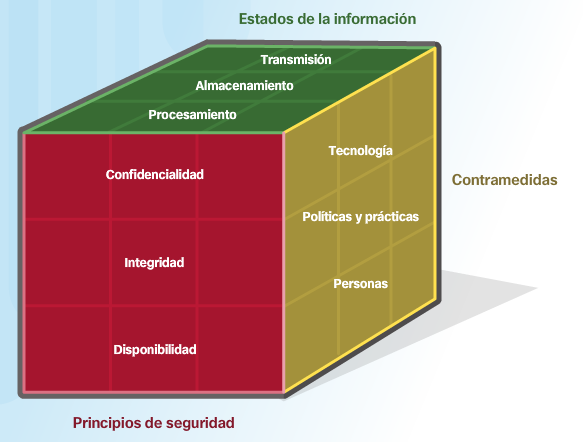 Estados de la información
Transmisión
Almacenamiento
Procesamiento
Confidencialidad
Integridad
Disponibilidad
Tecnología
Políticas y prácticas
Personas
Contramedidas
Principios de seguridad